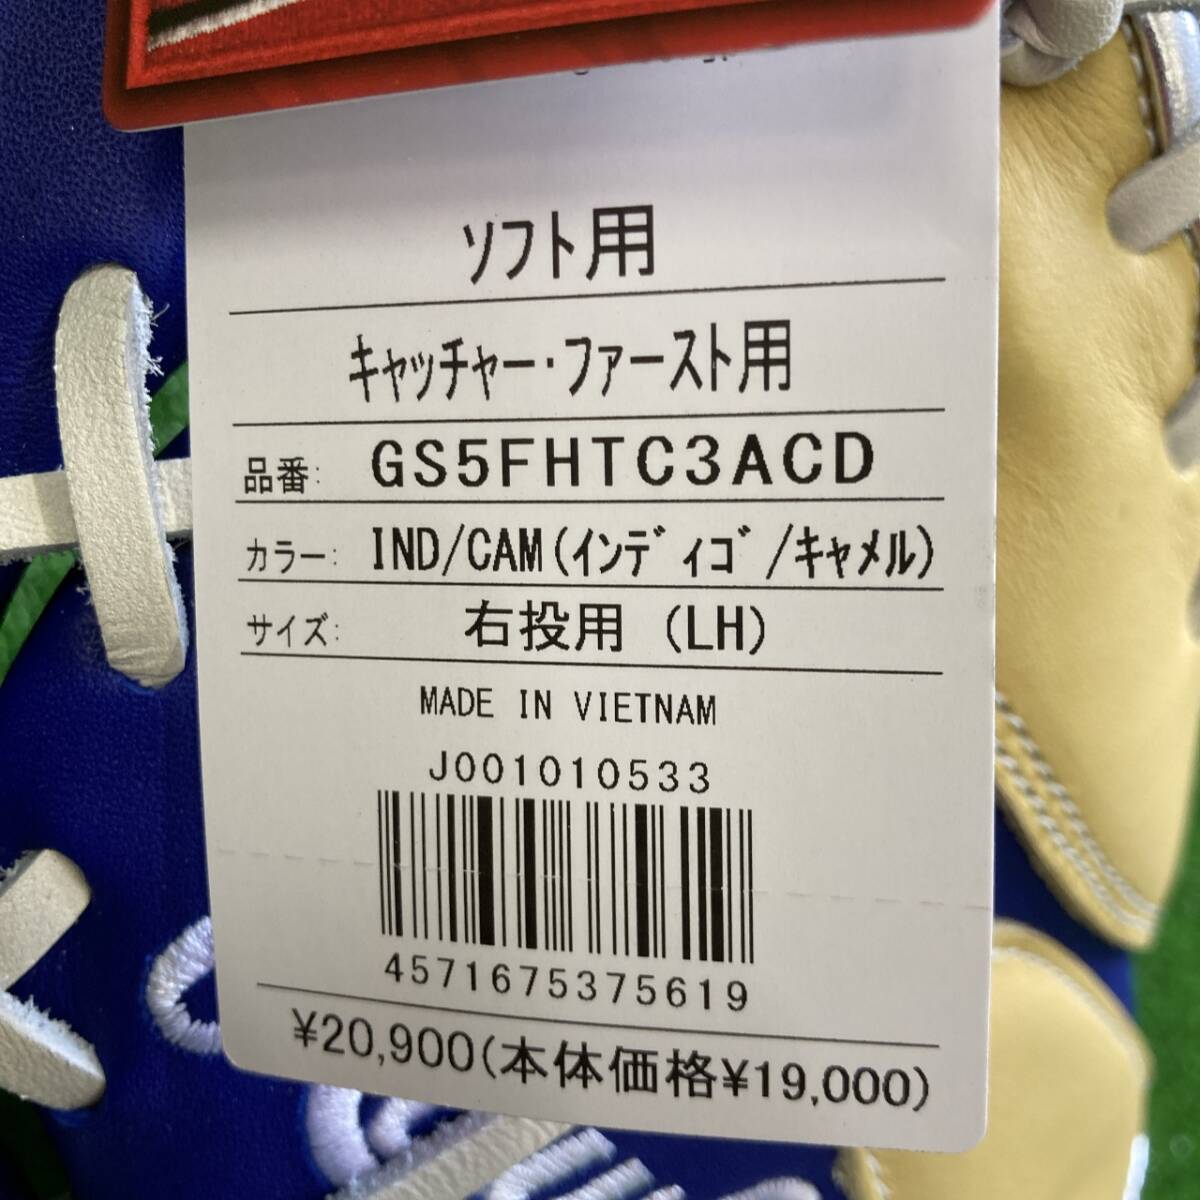 ソフト用
キャッチャー・ファースト用
品番: GS5FHTC3ACD
カラー: IND/CAM(インディゴ/キャメル)
サイズ: 右投用 (LH)
MADE IN VIETNAM
J001010533
4571675375619
¥20,900(本体価格¥19,000)